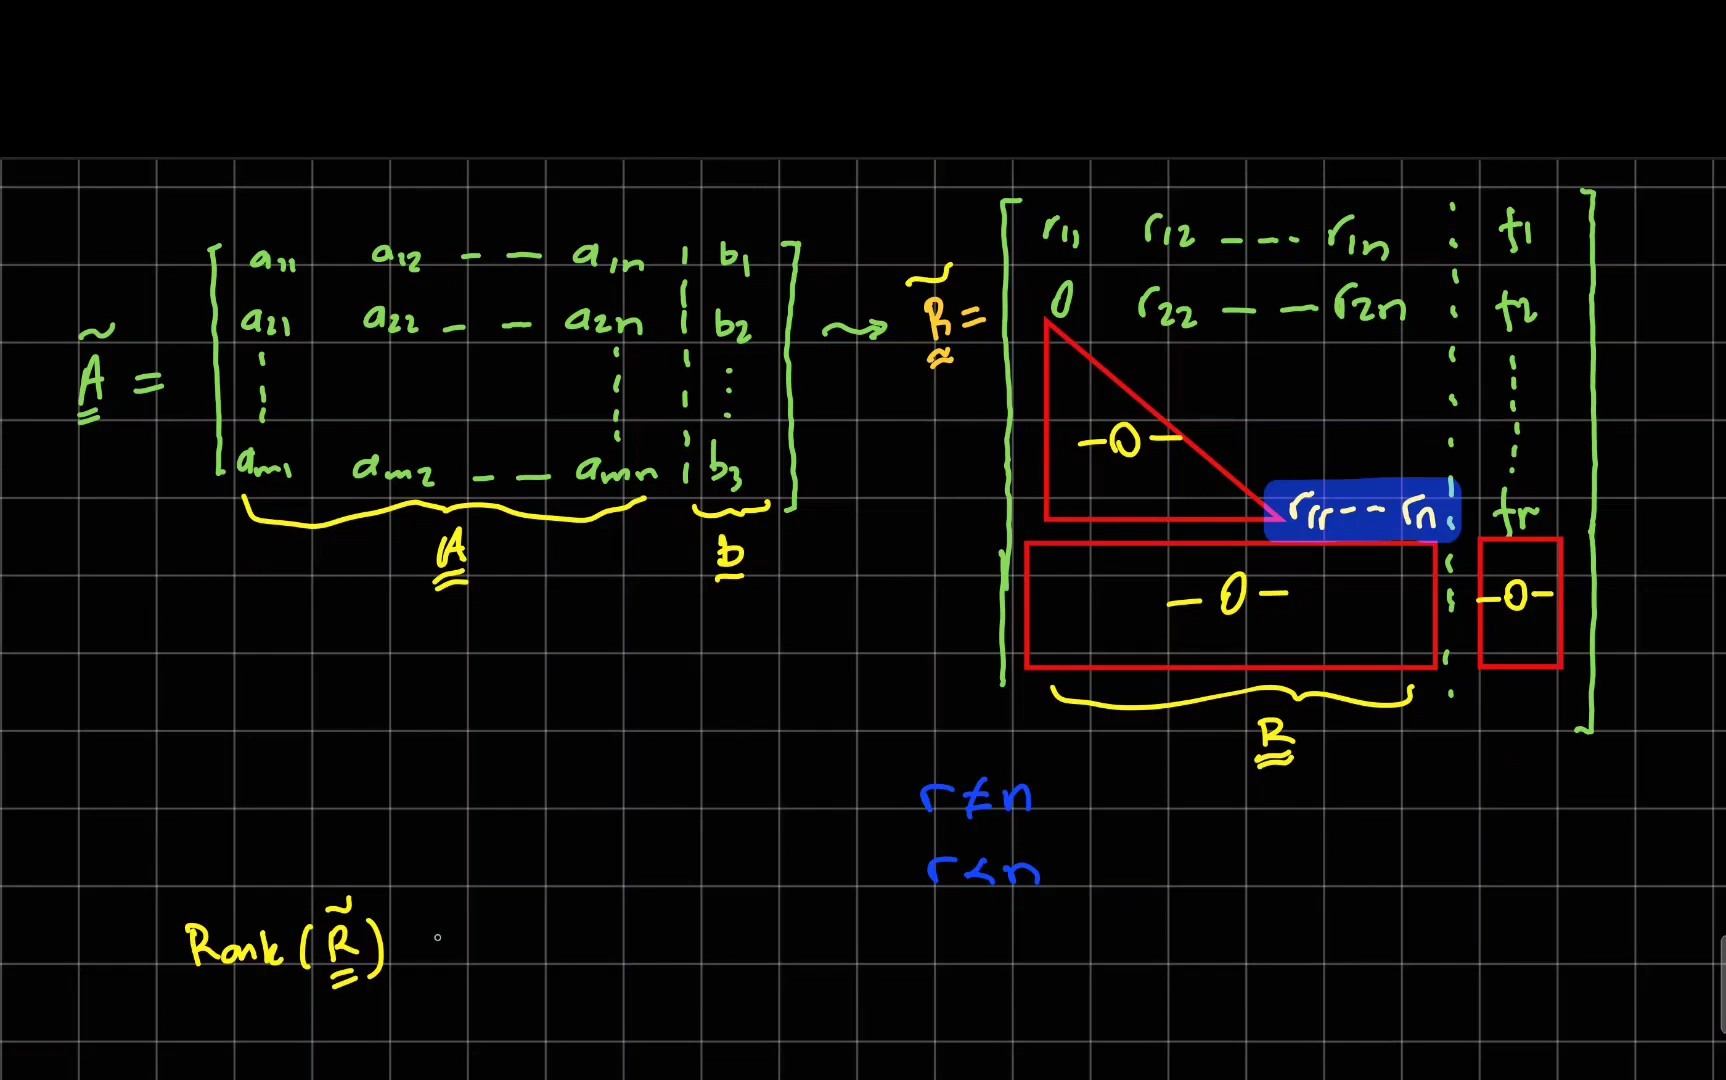 Ã = [ a11 a12 - - a1n | b1 ; a21 a22 - - a2n | b2 ; am1 am2 - - amn | b3 ] ⇝ R̃ = [ r11 r12 ---- r1n | f1 ; 0 r22 - - r2n | f2 ; -0- rrr --- rn | fr ; -0- | -0- ]
A b
R
r ≠ n
r < n
Rank(R̃)